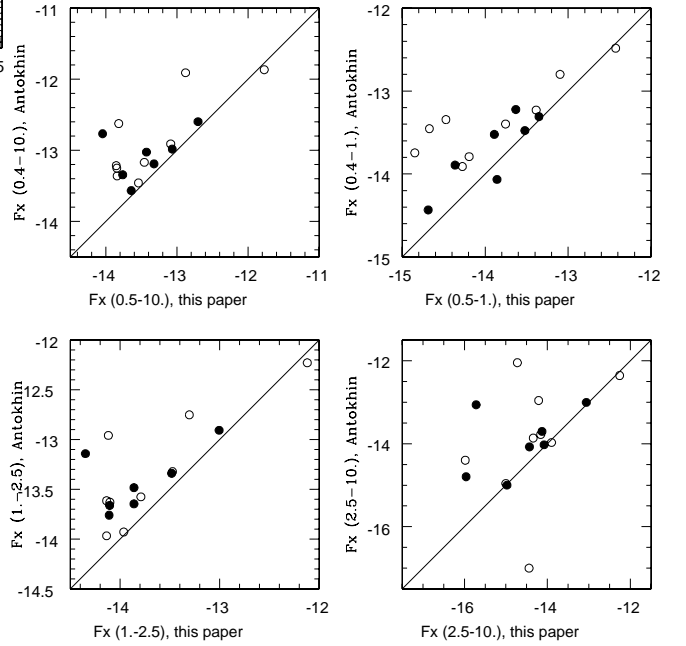 -11
-12
-13
-14
Fx (0.4-10.), Antokhin
-14 -13 -12 -11
Fx (0.5-10.), this paper
-12
-13
-14
-15
Fx (0.4-1.), Antokhin
-15 -14 -13 -12
Fx (0.5-1.), this paper
-12
-12.5
-13
-13.5
-14
-14.5
Fx (1.-2.5), Antokhin
-14 -13 -12
Fx (1.-2.5), this paper
-12
-14
-16
Fx (2.5-10.), Antokhin
-16 -14 -12
Fx (2.5-10.), this paper